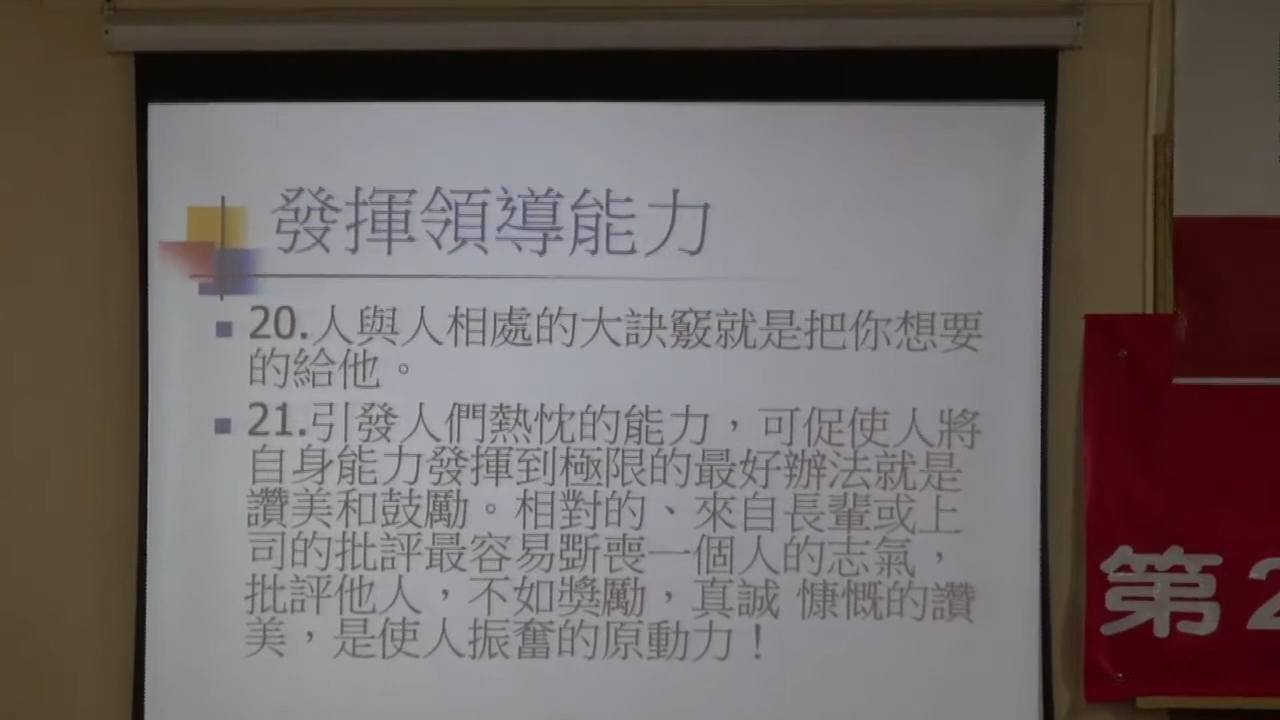 發揮領導能力
20.人與人相處的大訣竅就是把你想要
的給他。
21.引發人們熱忱的能力，可促使人將
自身能力發揮到極限的最好辦法就是
讚美和鼓勵。相對的、來自長輩或上
司的批評最容易斲喪一個人的志氣，
批評他人，不如獎勵，真誠 慷慨的讚
美，是使人振奮的原動力！
第2